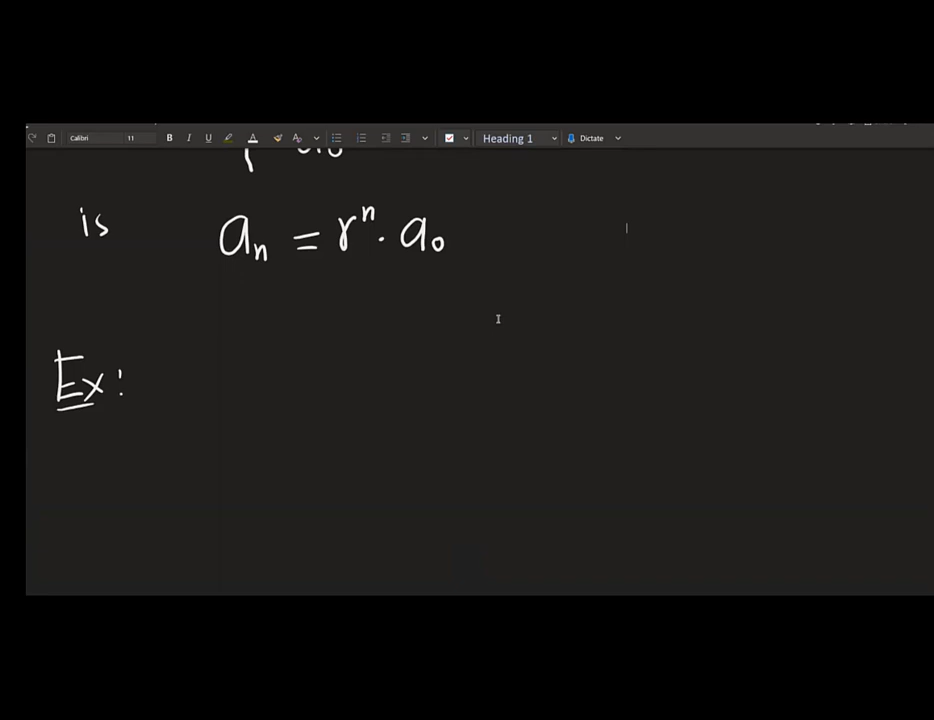 Calibri 11 B I U A Heading 1 Dictate
is aₙ = rⁿ · a₀
Ex: